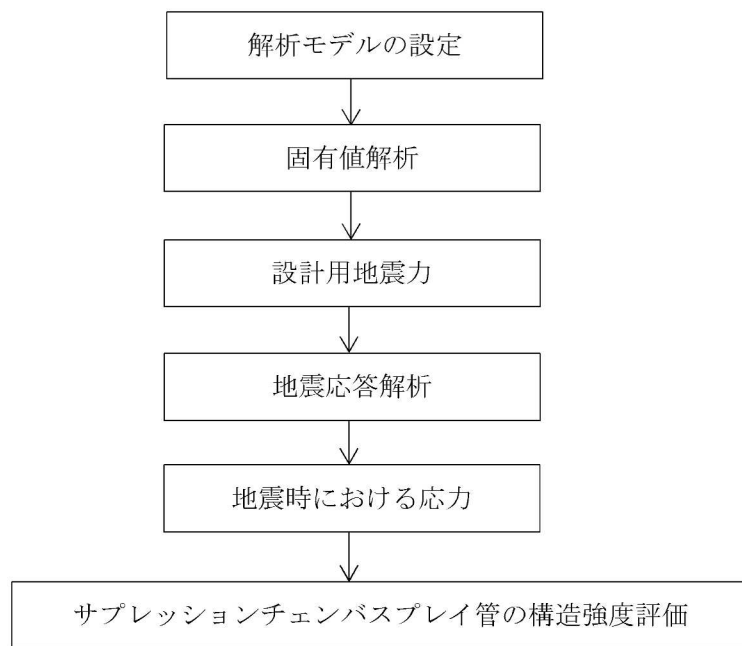 解析モデルの設定
固有値解析
設計用地震力
地震応答解析
地震時における応力
サプレッションチェンバスプレイ管の構造強度評価